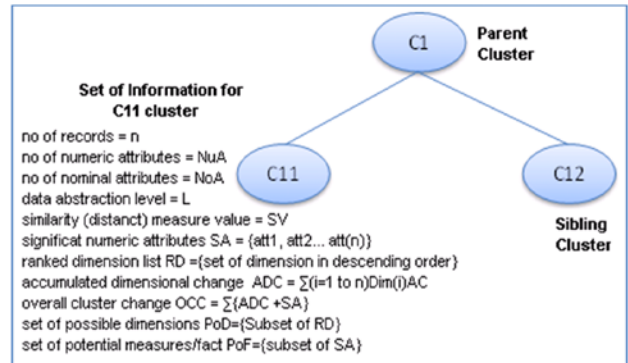 C1
Parent
Cluster
Set of Information for
C11 cluster
no of records = n
no of numeric attributes = NuA
no of nominal attributes = NoA
data abstraction level = L
similarity (distanct) measure value = SV
significat numeric attributes SA = {att1, att2... att(n)}
ranked dimension list RD ={set of dimension in descending order}
accumulated dimensional change ADC = ∑(i=1 to n)Dim(i)AC
overall cluster change OCC = ∑{ADC +SA}
set of possible dimensions PoD={Subset of RD}
set of potential measures/fact PoF={subset of SA}
C11
C12
Sibling
Cluster